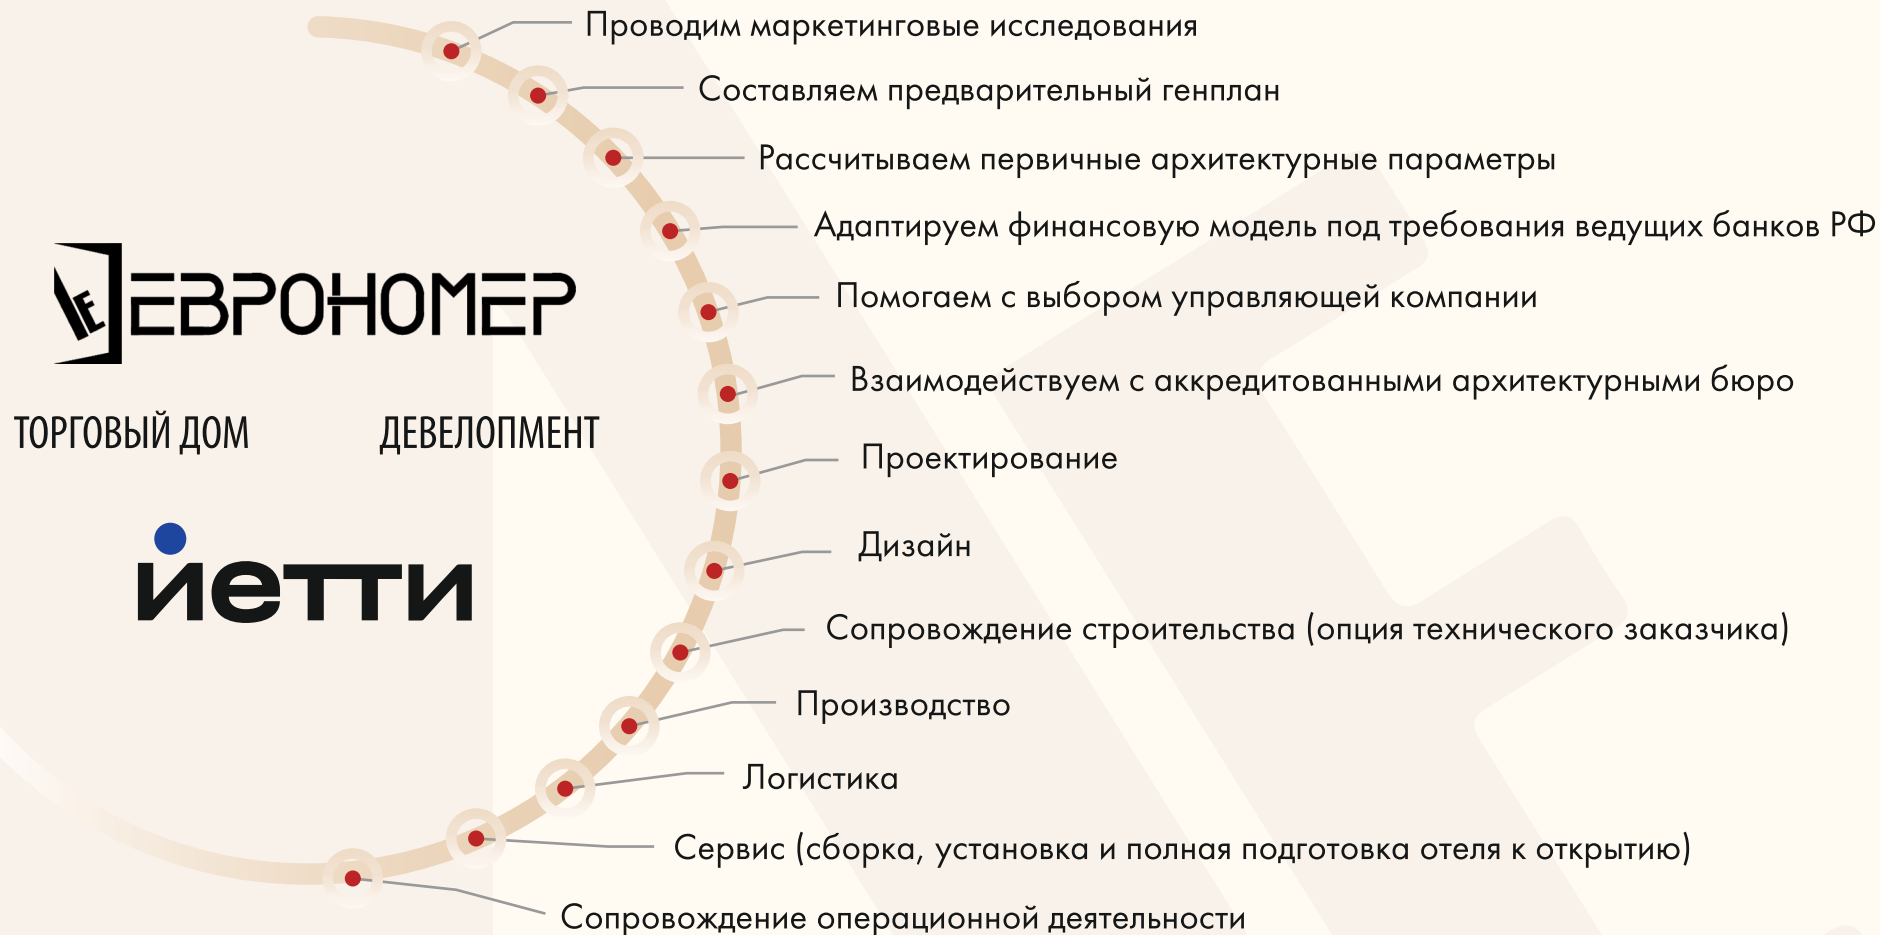 ЕВРОНОМЕР
ТОРГОВЫЙ ДОМ
ДЕВЕЛОПМЕНТ
йетти
Проводим маркетинговые исследования
Составляем предварительный генплан
Рассчитываем первичные архитектурные параметры
Адаптируем финансовую модель под требования ведущих банков РФ
Помогаем с выбором управляющей компании
Взаимодействуем с аккредитованными архитектурными бюро
Проектирование
Дизайн
Сопровождение строительства (опция технического заказчика)
Производство
Логистика
Сервис (сборка, установка и полная подготовка отеля к открытию)
Сопровождение операционной деятельности